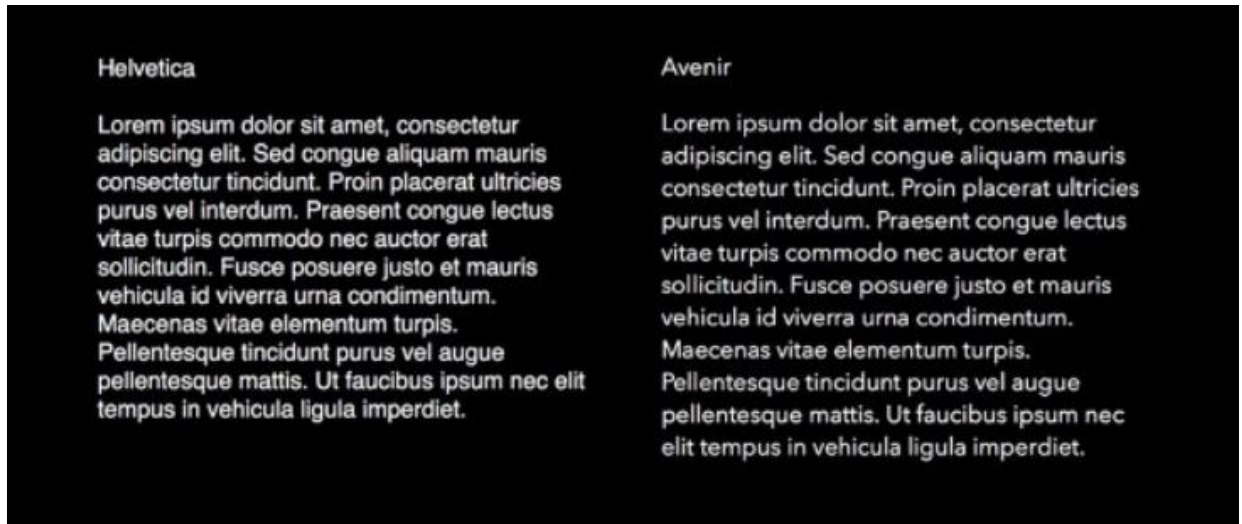 Helvetica
Lorem ipsum dolor sit amet, consectetur
adipiscing elit. Sed congue aliquam mauris
consectetur tincidunt. Proin placerat ultricies
purus vel interdum. Praesent congue lectus
vitae turpis commodo nec auctor erat
sollicitudin. Fusce posuere justo et mauris
vehicula id viverra urna condimentum.
Maecenas vitae elementum turpis.
Pellentesque tincidunt purus vel augue
pellentesque mattis. Ut faucibus ipsum nec elit
tempus in vehicula ligula imperdiet.
Avenir
Lorem ipsum dolor sit amet, consectetur
adipiscing elit. Sed congue aliquam mauris
consectetur tincidunt. Proin placerat ultricies
purus vel interdum. Praesent congue lectus
vitae turpis commodo nec auctor erat
sollicitudin. Fusce posuere justo et mauris
vehicula id viverra urna condimentum.
Maecenas vitae elementum turpis.
Pellentesque tincidunt purus vel augue
pellentesque mattis. Ut faucibus ipsum nec
elit tempus in vehicula ligula imperdiet.